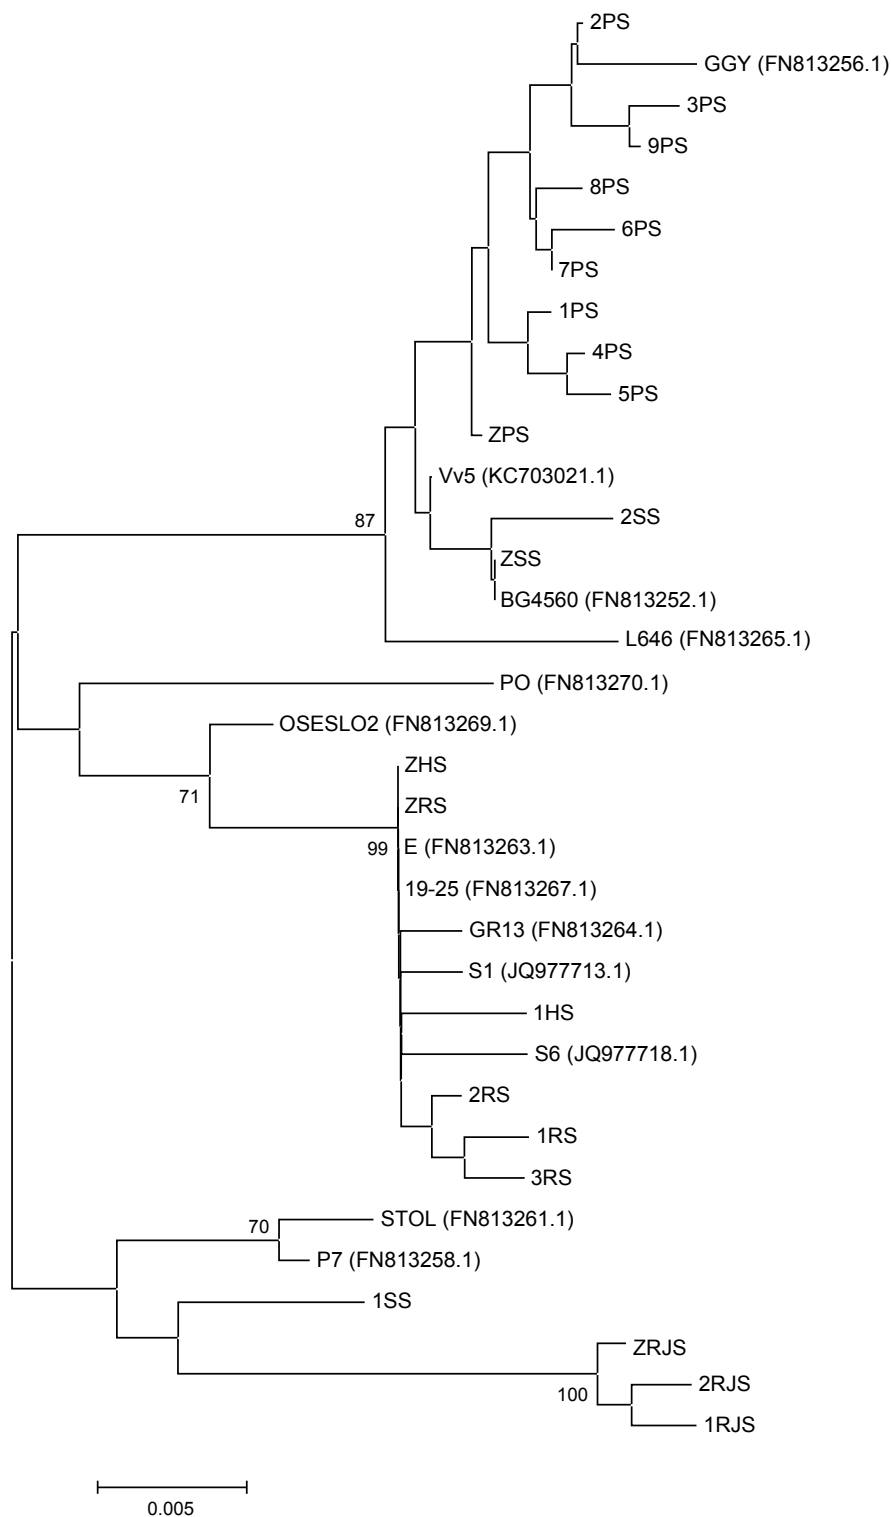 2PS
GGY (FN813256.1)
3PS
9PS
8PS
6PS
7PS
1PS
4PS
5PS
ZPS
Vv5 (KC703021.1)
87
2SS
ZSS
BG4560 (FN813252.1)
L646 (FN813265.1)
PO (FN813270.1)
OSESLO2 (FN813269.1)
ZHS
71
ZRS
99
E (FN813263.1)
19-25 (FN813267.1)
GR13 (FN813264.1)
S1 (JQ977713.1)
1HS
S6 (JQ977718.1)
2RS
1RS
3RS
70
STOL (FN813261.1)
P7 (FN813258.1)
1SS
ZRJS
2RJS
100
1RJS
0.005